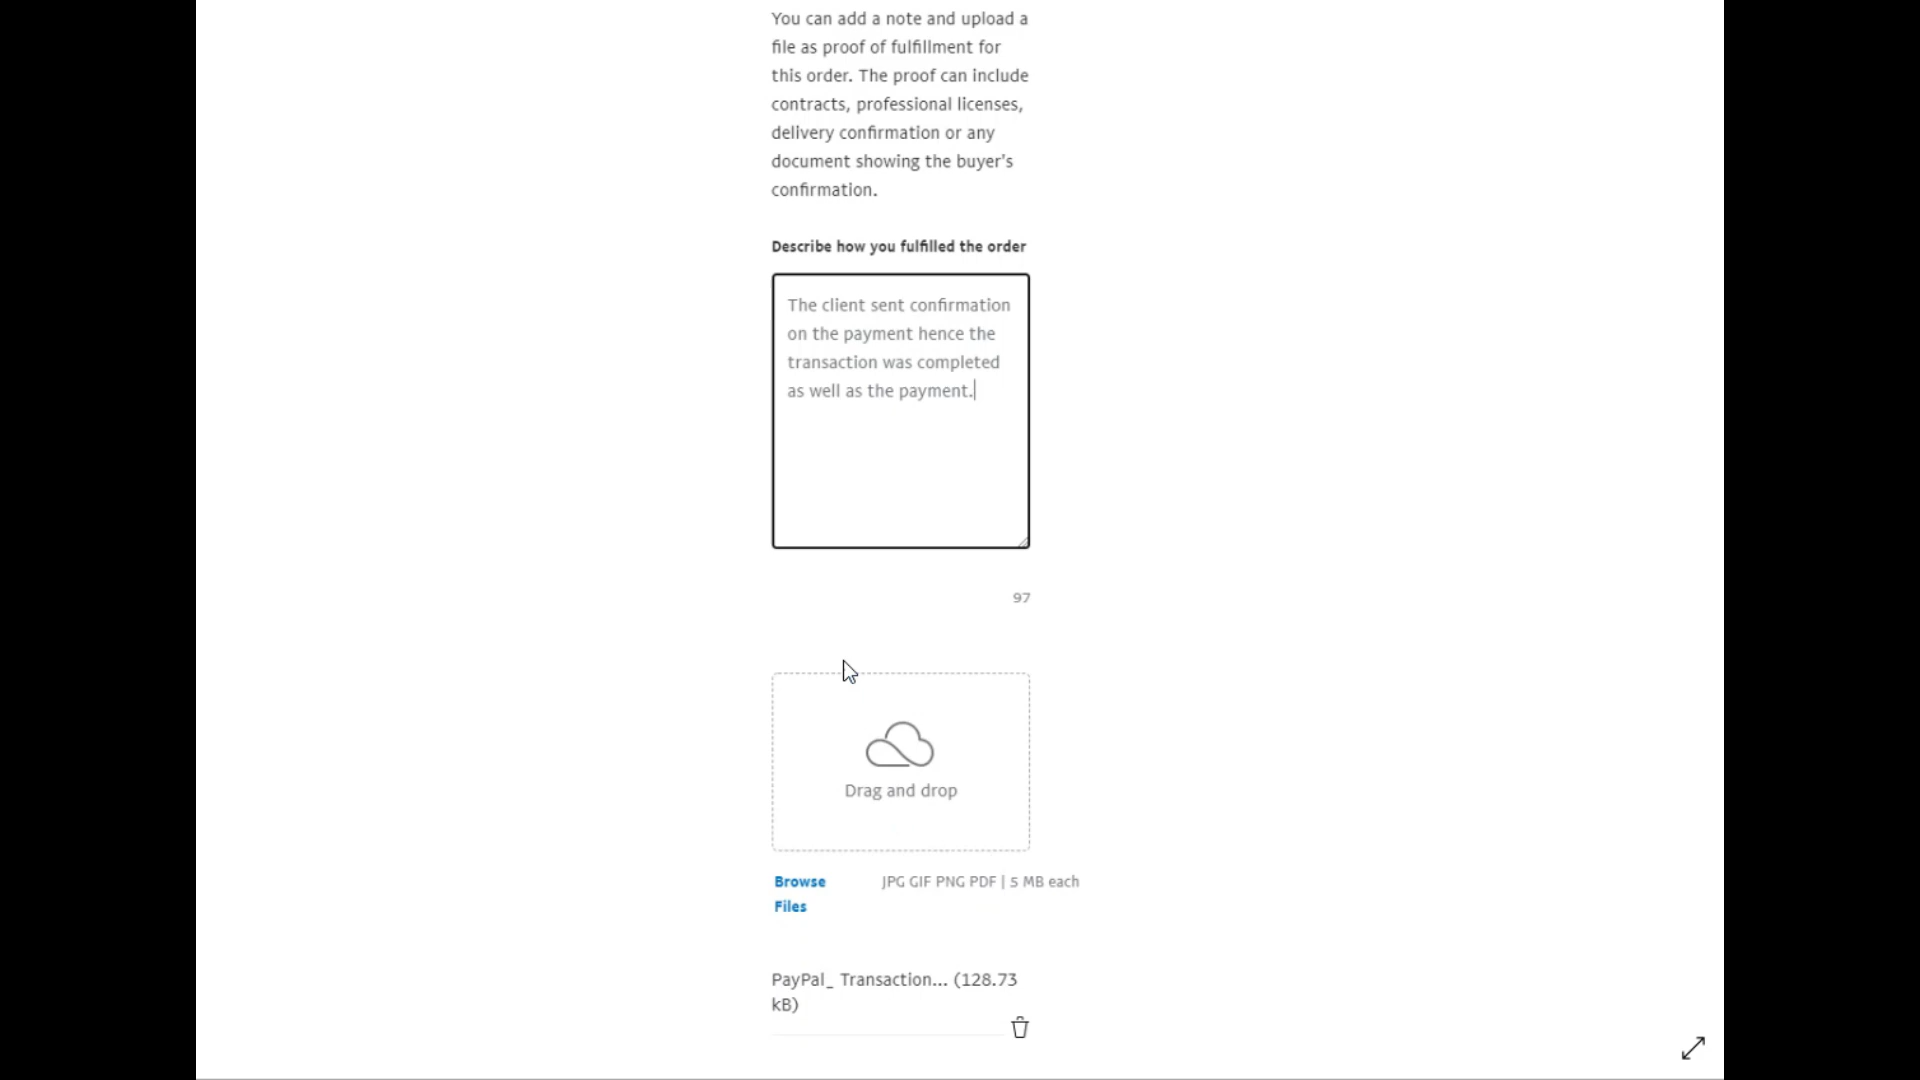 You can add a note and upload a
file as proof of fulfillment for
this order. The proof can include
contracts, professional licenses,
delivery confirmation or any
document showing the buyer's
confirmation.
Describe how you fulfilled the order
The client sent confirmation
on the payment hence the
transaction was completed
as well as the payment.
97
Drag and drop
Browse
Files
JPG GIF PNG PDF | 5 MB each
PayPal_ Transaction... (128.73
kB)